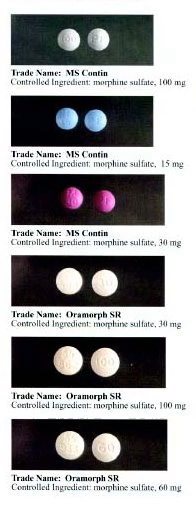 Trade Name: MS Contin
Controlled Ingredient: morphine sulfate, 100 mg
Trade Name: MS Contin
Controlled Ingredient: morphine sulfate, 15 mg
Trade Name: MS Contin
Controlled Ingredient: morphine sulfate, 30 mg
Trade Name: Oramorph SR
Controlled Ingredient: morphine sulfate, 30 mg
100
Trade Name: Oramorph SR
Controlled Ingredient: morphine sulfate, 100 mg
60
Trade Name: Oramorph SR
Controlled Ingredient: morphine sulfate, 60 mg